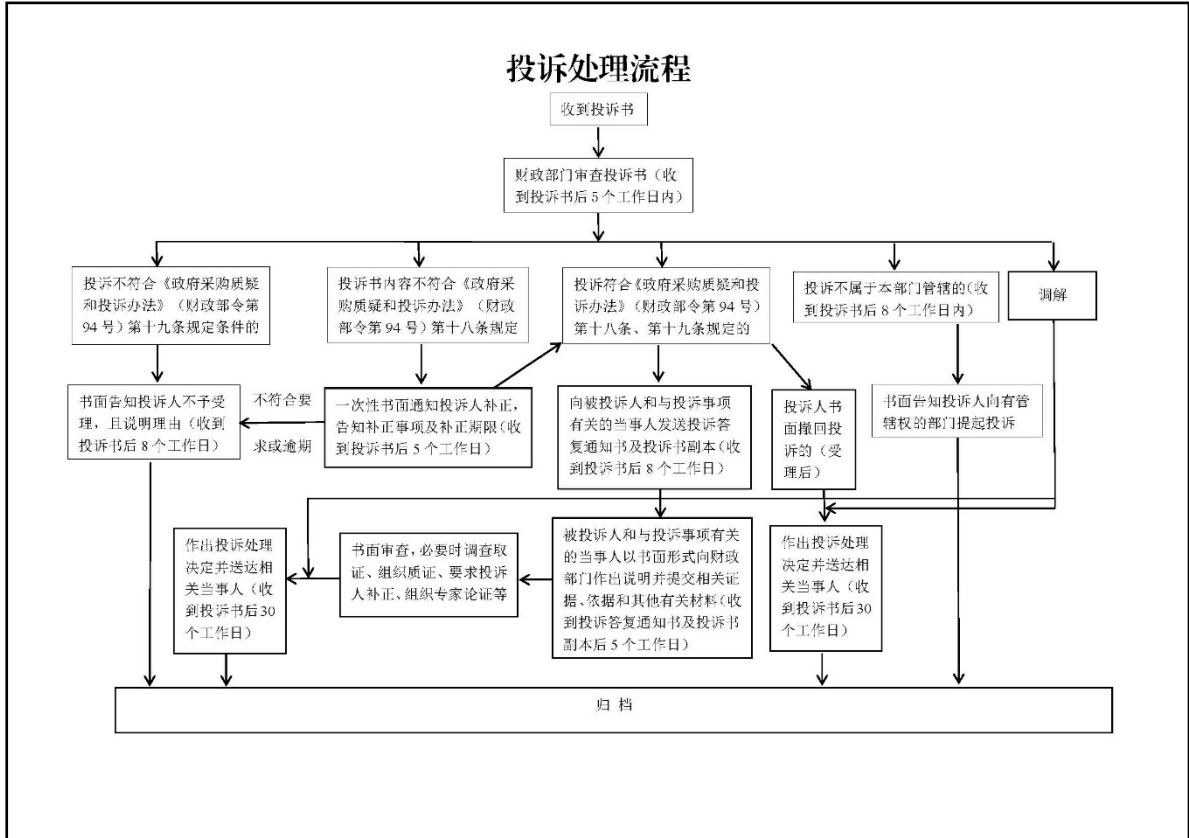 投诉处理流程
收到投诉书
财政部门审查投诉书（收
到投诉书后5个工作日内）
投诉不符合《政府采购质疑
和投诉办法》（财政部令第
94号）第十九条规定条件的
投诉书内容不符合《政府采
购质疑和投诉办法》（财政
部令第94号）第十八条规定
投诉符合《政府采购质疑和投
诉办法》（财政部令第94号）
第十八条、第十九条规定的
投诉不属于本部门管辖的（收
到投诉书后8个工作日内）
调解
书面告知投诉人不予受
理，且说明理由（收到
投诉书后8个工作日）
不符合要
求或逾期
一次性书面通知投诉人补正，
告知补正事项及补正期限（收
到投诉书后5个工作日）
向被投诉人和与投诉事项
有关的当事人发送投诉答
复通知书及投诉书副本（收
到投诉书后8个工作日）
投诉人书
面撤回投
诉的（受
理后）
书面告知投诉人向有管
辖权的部门提起投诉
作出投诉处理
决定并送达相
关当事人（收
到投诉书后30
个工作日）
书面审查，必要时调查取
证、组织质证、要求投诉
人补正、组织专家论证等
被投诉人和与投诉事项有关
的当事人以书面形式向财政
部门作出说明并提交相关证
据、依据和其他有关材料（收
到投诉答复通知书及投诉书
副本后5个工作日）
作出投诉处理
决定并送达相
关当事人（收
到投诉书后30
个工作日）
归 档